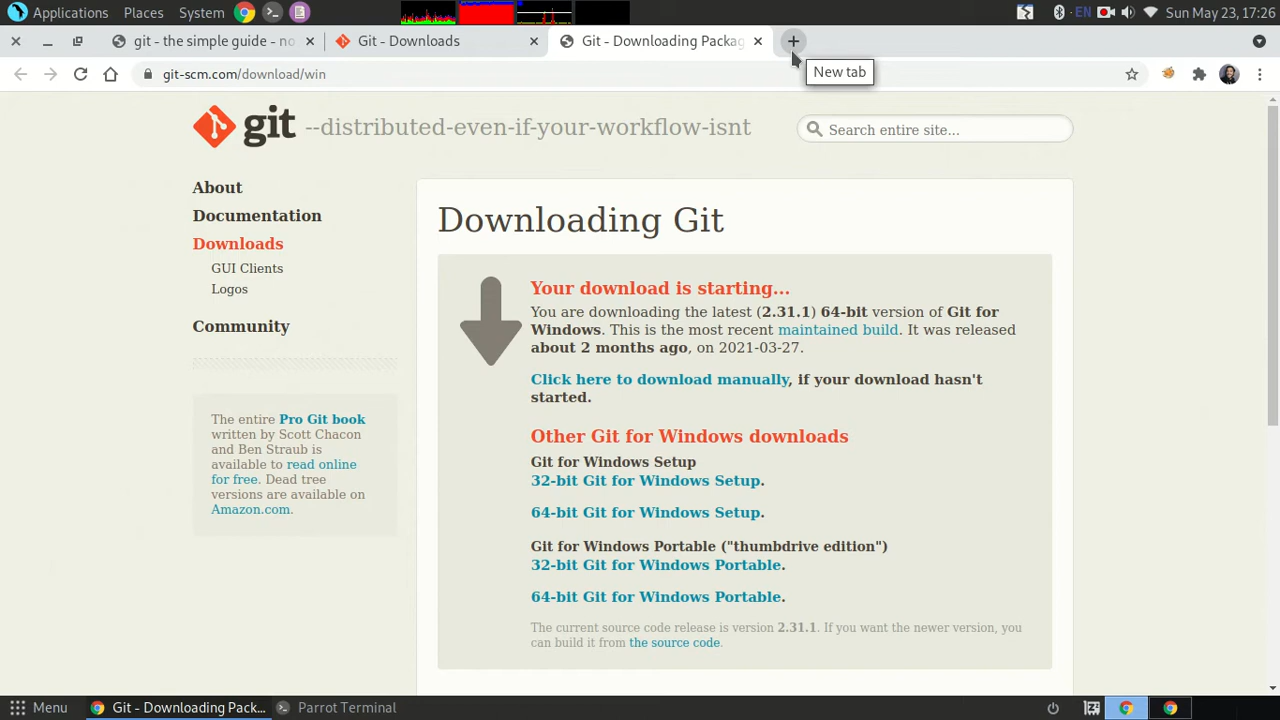 Applications Places System EN Sun May 23, 17:26
git - the simple guide - no Git - Downloads Git - Downloading Packag
git-scm.com/download/win New tab
git --distributed-even-if-your-workflow-isnt Search entire site...
About
Documentation
Downloads
GUI Clients
Logos
Community
The entire Pro Git book
written by Scott Chacon
and Ben Straub is
available to read online
for free. Dead tree
versions are available on
Amazon.com.
Downloading Git
Your download is starting...
You are downloading the latest (2.31.1) 64-bit version of Git for
Windows. This is the most recent maintained build. It was released
about 2 months ago, on 2021-03-27.
Click here to download manually, if your download hasn't
started.
Other Git for Windows downloads
Git for Windows Setup
32-bit Git for Windows Setup.
64-bit Git for Windows Setup.
Git for Windows Portable ("thumbdrive edition")
32-bit Git for Windows Portable.
64-bit Git for Windows Portable.
The current source code release is version 2.31.1. If you want the newer version, you
can build it from the source code.
Menu Git - Downloading Pack... Parrot Terminal